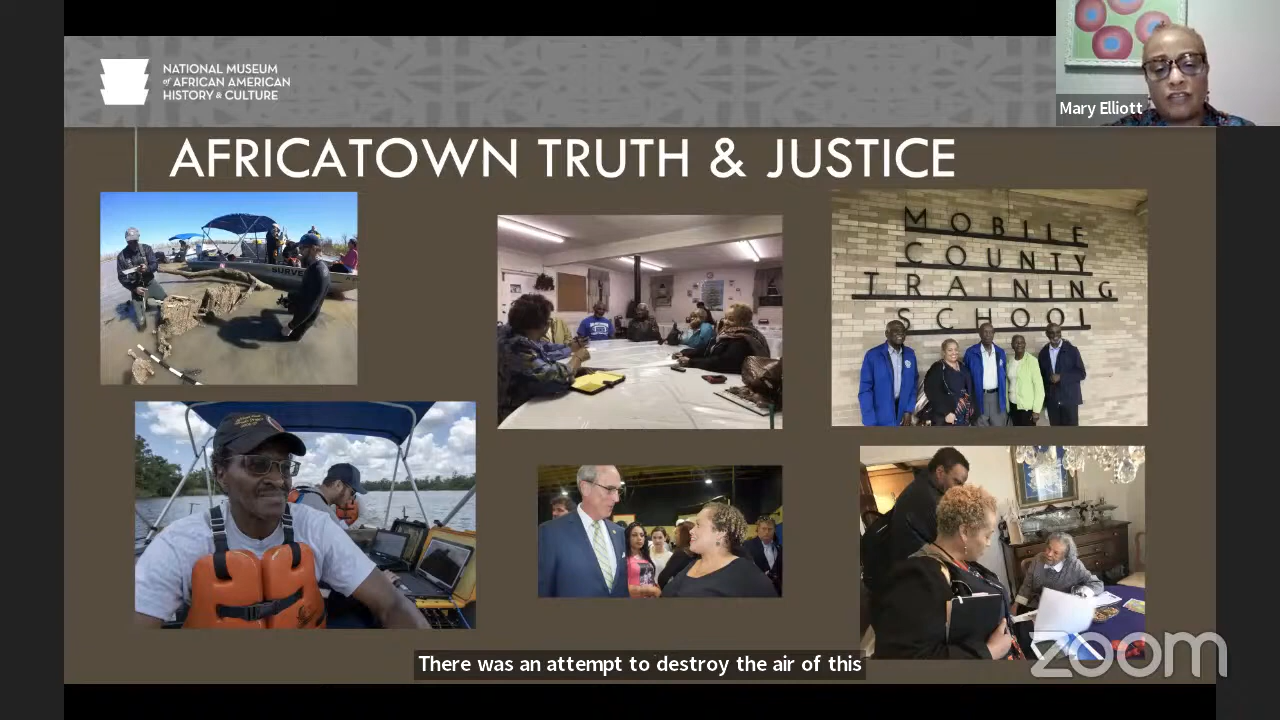 NATIONAL MUSEUM
of AFRICAN AMERICAN
HISTORY & CULTURE
Mary Elliott
AFRICATOWN TRUTH & JUSTICE
SURVE
MOBILE
COUNTY
TRAINING
SCHOOL
There was an attempt to destroy the air of this
zoom